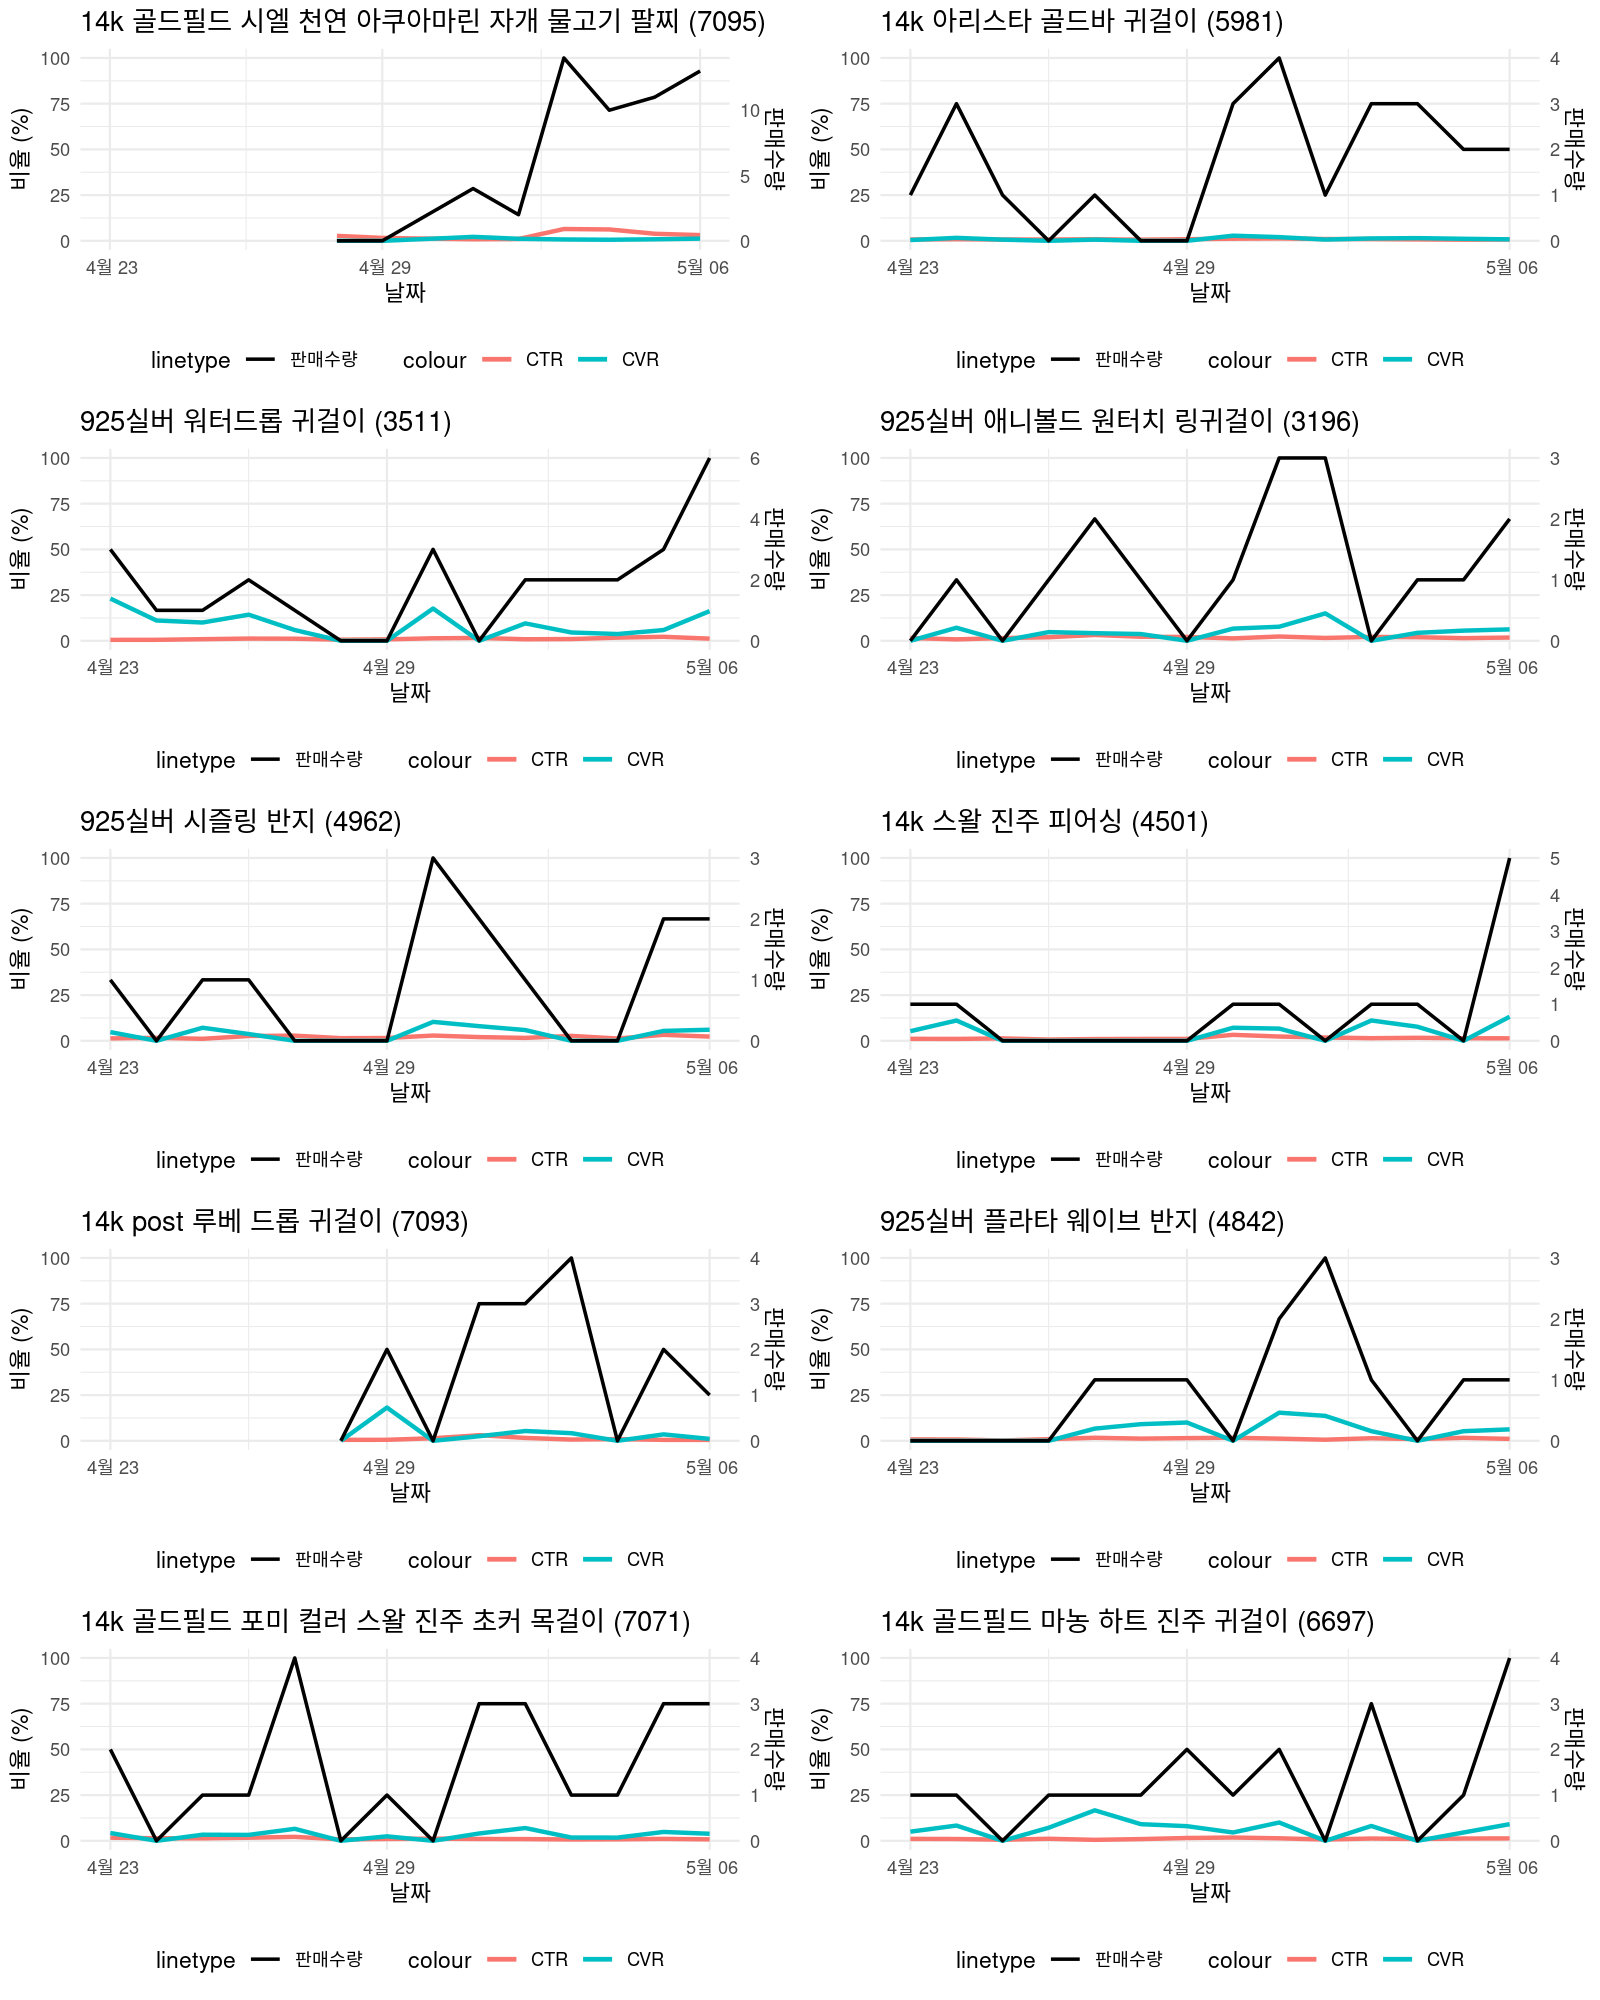 14k 골드필드 시엘 천연 아쿠아마린 자개 물고기 팔찌 (7095)
비율 (%)
100
75
50
25
0
10
5
0
판매수량
4월 23
4월 29
5월 06
날짜
linetype 판매수량 colour CTR CVR
14k 아리스타 골드바 귀걸이 (5981)
비율 (%)
100
75
50
25
0
4
3
2
1
0
판매수량
4월 23
4월 29
5월 06
날짜
linetype 판매수량 colour CTR CVR
925실버 워터드롭 귀걸이 (3511)
비율 (%)
100
75
50
25
0
6
4
2
0
판매수량
4월 23
4월 29
5월 06
날짜
linetype 판매수량 colour CTR CVR
925실버 애니볼드 원터치 링귀걸이 (3196)
비율 (%)
100
75
50
25
0
3
2
1
0
판매수량
4월 23
4월 29
5월 06
날짜
linetype 판매수량 colour CTR CVR
925실버 시즐링 반지 (4962)
비율 (%)
100
75
50
25
0
3
2
1
0
판매수량
4월 23
4월 29
5월 06
날짜
linetype 판매수량 colour CTR CVR
14k 스왈 진주 피어싱 (4501)
비율 (%)
100
75
50
25
0
5
4
3
2
1
0
판매수량
4월 23
4월 29
5월 06
날짜
linetype 판매수량 colour CTR CVR
14k post 루베 드롭 귀걸이 (7093)
비율 (%)
100
75
50
25
0
4
3
2
1
0
판매수량
4월 23
4월 29
5월 06
날짜
linetype 판매수량 colour CTR CVR
925실버 플라타 웨이브 반지 (4842)
비율 (%)
100
75
50
25
0
3
2
1
0
판매수량
4월 23
4월 29
5월 06
날짜
linetype 판매수량 colour CTR CVR
14k 골드필드 포미 컬러 스왈 진주 초커 목걸이 (7071)
비율 (%)
100
75
50
25
0
4
3
2
1
0
판매수량
4월 23
4월 29
5월 06
날짜
linetype 판매수량 colour CTR CVR
14k 골드필드 마농 하트 진주 귀걸이 (6697)
비율 (%)
100
75
50
25
0
4
3
2
1
0
판매수량
4월 23
4월 29
5월 06
날짜
linetype 판매수량 colour CTR CVR